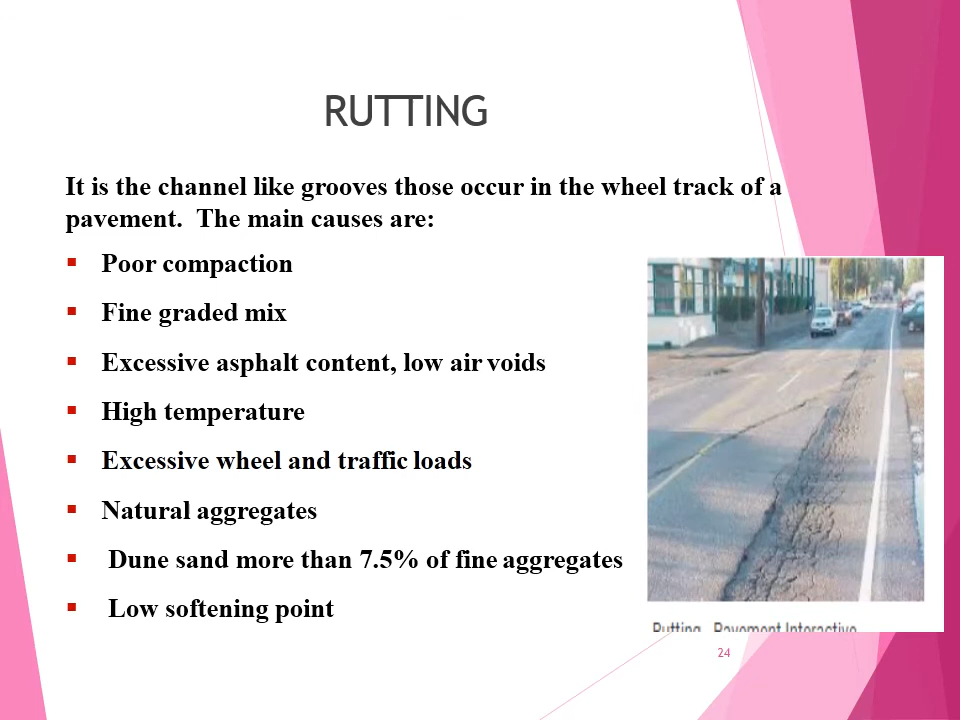 RUTTING
It is the channel like grooves those occur in the wheel track of a
pavement.  The main causes are:
▪ Poor compaction
▪ Fine graded mix
▪ Excessive asphalt content, low air voids
▪ High temperature
▪ Excessive wheel and traffic loads
▪ Natural aggregates
▪ Dune sand more than 7.5% of fine aggregates
▪ Low softening point
Rutting - Pavement Interactive
24